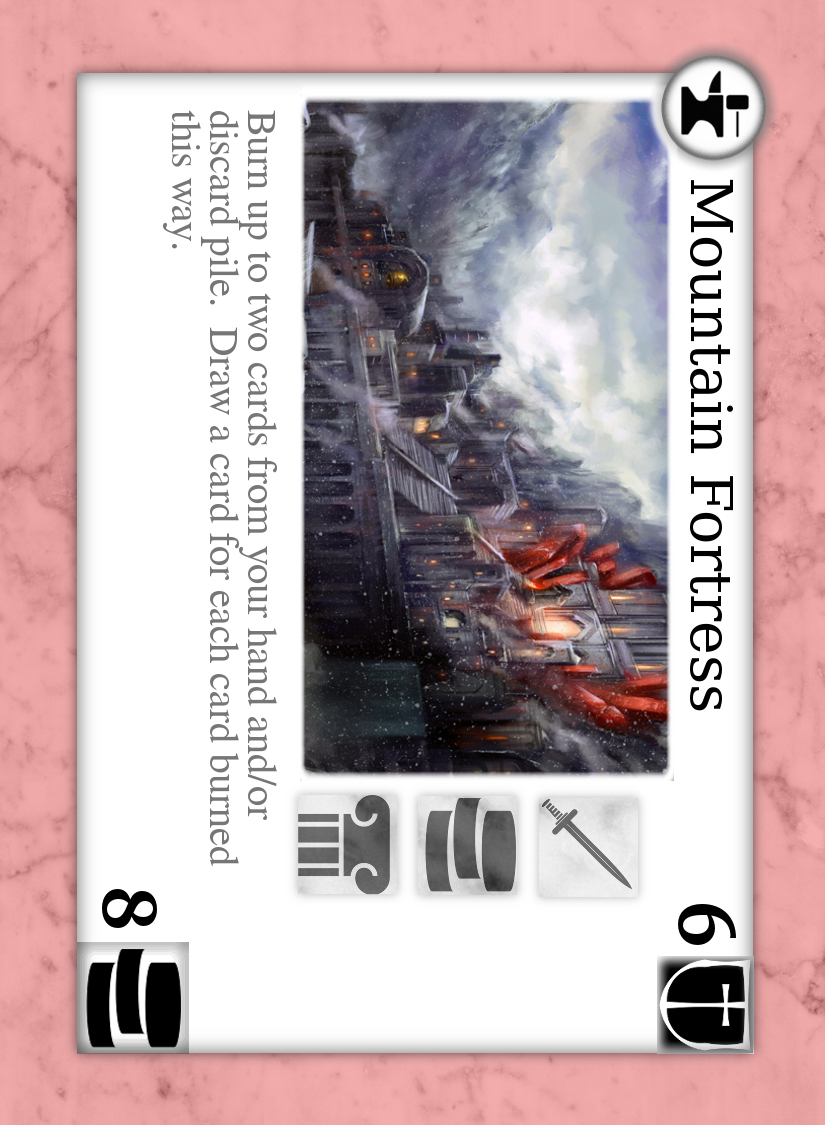 Mountain Fortress
6
Burn up to two cards from your hand and/or
discard pile. Draw a card for each card burned
this way.
8